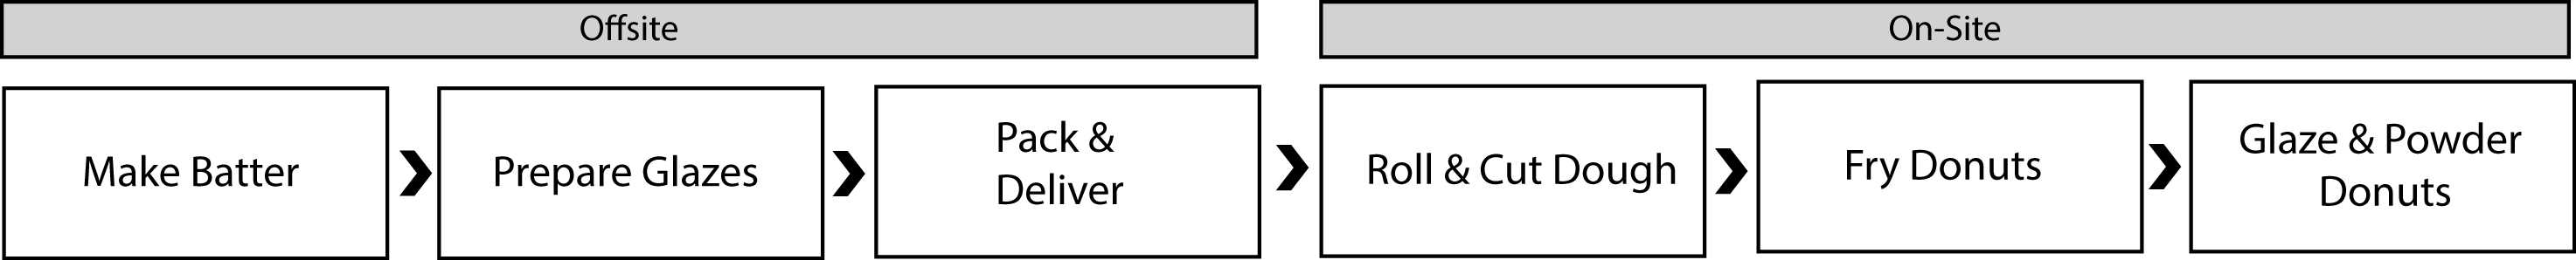 Offsite
On-Site
Make Batter
Prepare Glazes
Pack &
Deliver
Roll & Cut Dough
Fry Donuts
Glaze & Powder
Donuts